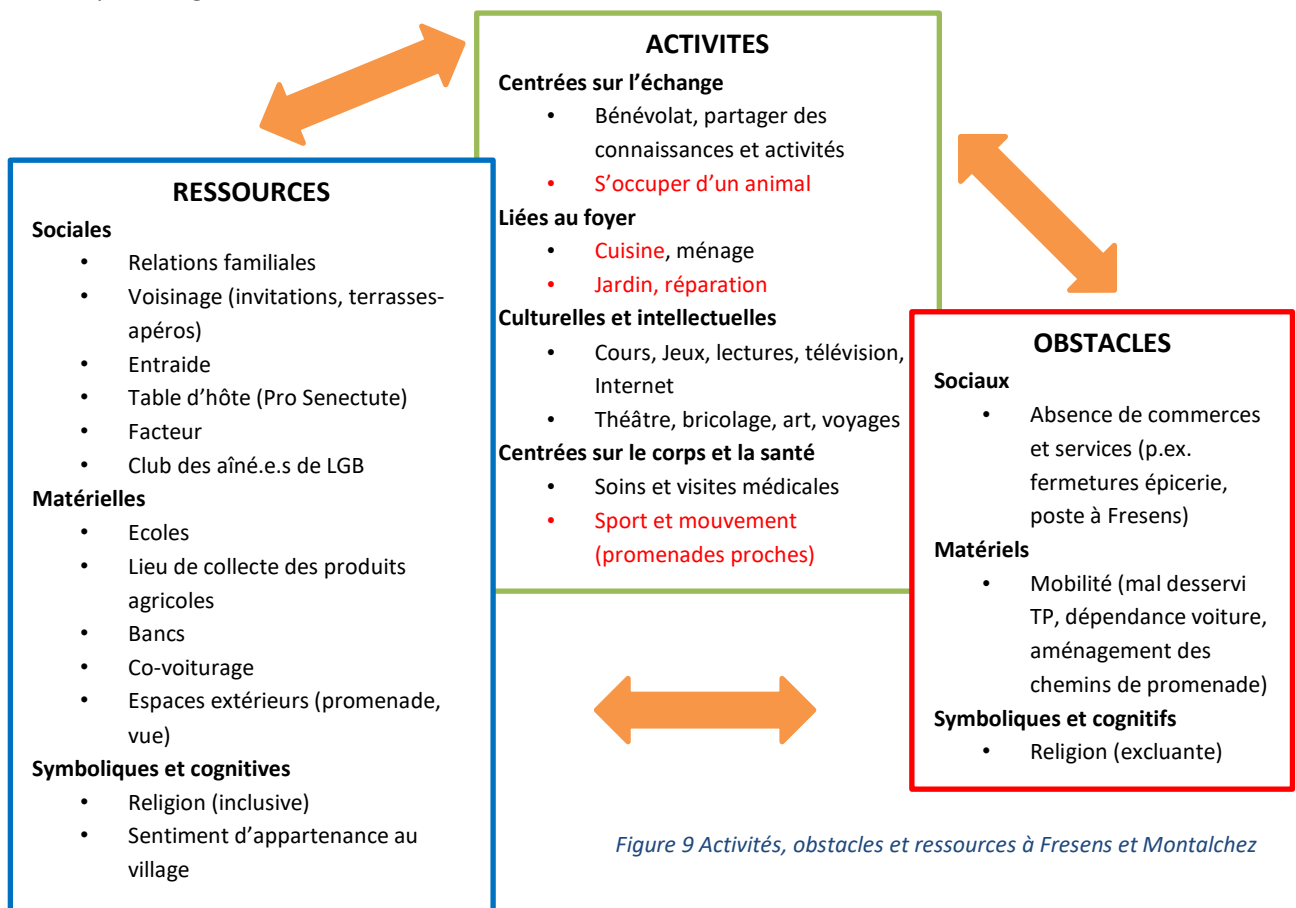 ACTIVITES
Centrées sur l’échange
• Bénévolat, partager des
connaissances et activités
• S’occuper d’un animal
Liées au foyer
• Cuisine, ménage
• Jardin, réparation
Culturelles et intellectuelles
• Cours, Jeux, lectures, télévision,
Internet
• Théâtre, bricolage, art, voyages
Centrées sur le corps et la santé
• Soins et visites médicales
• Sport et mouvement
(promenades proches)
RESSOURCES
Sociales
• Relations familiales
• Voisinage (invitations, terrasses-
apéros)
• Entraide
• Table d’hôte (Pro Senectute)
• Facteur
• Club des aîné.e.s de LGB
Matérielles
• Ecoles
• Lieu de collecte des produits
agricoles
• Bancs
• Co-voiturage
• Espaces extérieurs (promenade,
vue)
Symboliques et cognitives
• Religion (inclusive)
• Sentiment d’appartenance au
village
OBSTACLES
Sociaux
• Absence de commerces
et services (p.ex.
fermetures épicerie,
poste à Fresens)
Matériels
• Mobilité (mal desservi
TP, dépendance voiture,
aménagement des
chemins de promenade)
Symboliques et cognitifs
• Religion (excluante)
Figure 9 Activités, obstacles et ressources à Fresens et Montalchez